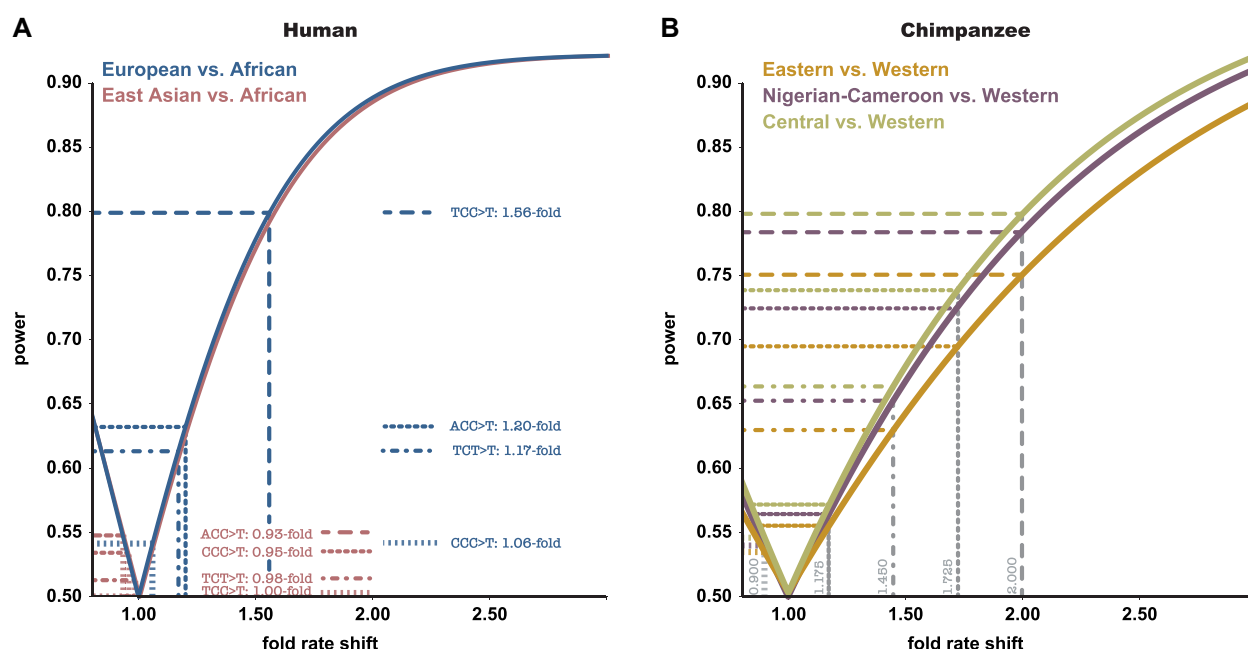 A
Human
European vs. African
East Asian vs. African
power
0.90
0.85
0.80
0.75
0.70
0.65
0.60
0.55
0.50
TCC>T: 1.56-fold
ACC>T: 1.20-fold
TCT>T: 1.17-fold
ACC>T: 0.93-fold
CCC>T: 1.06-fold
CCC>T: 0.95-fold
TCT>T: 0.98-fold
TCC>T: 1.00-fold
1.00 1.50 2.00 2.50
fold rate shift
B
Chimpanzee
Eastern vs. Western
Nigerian-Cameroon vs. Western
Central vs. Western
power
0.90
0.85
0.80
0.75
0.70
0.65
0.60
0.55
0.50
0.900
1.175
1.450
1.725
2.000
1.00 1.50 2.00 2.50
fold rate shift